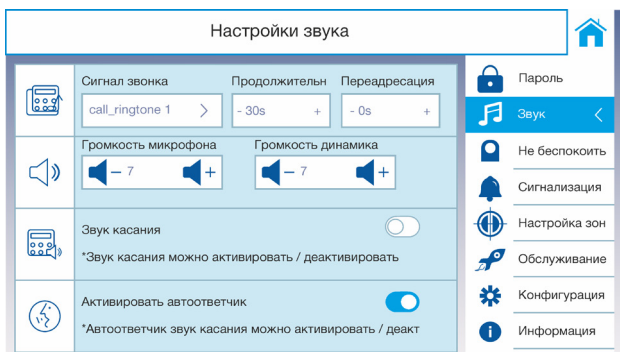 Настройки звука
Сигнал звонка Продолжительн Переадресация
call_ringtone 1 > - 30s + - 0s +
Громкость микрофона Громкость динамика
- 7 + - 7 +
Звук касания
*Звук касания можно активировать / деактивировать
Активировать автоответчик
*Автоответчик звук касания можно активировать / деакт
Пароль
Звук <
Не беспокоить
Сигнализация
Настройка зон
Обслуживание
Конфигурация
Информация